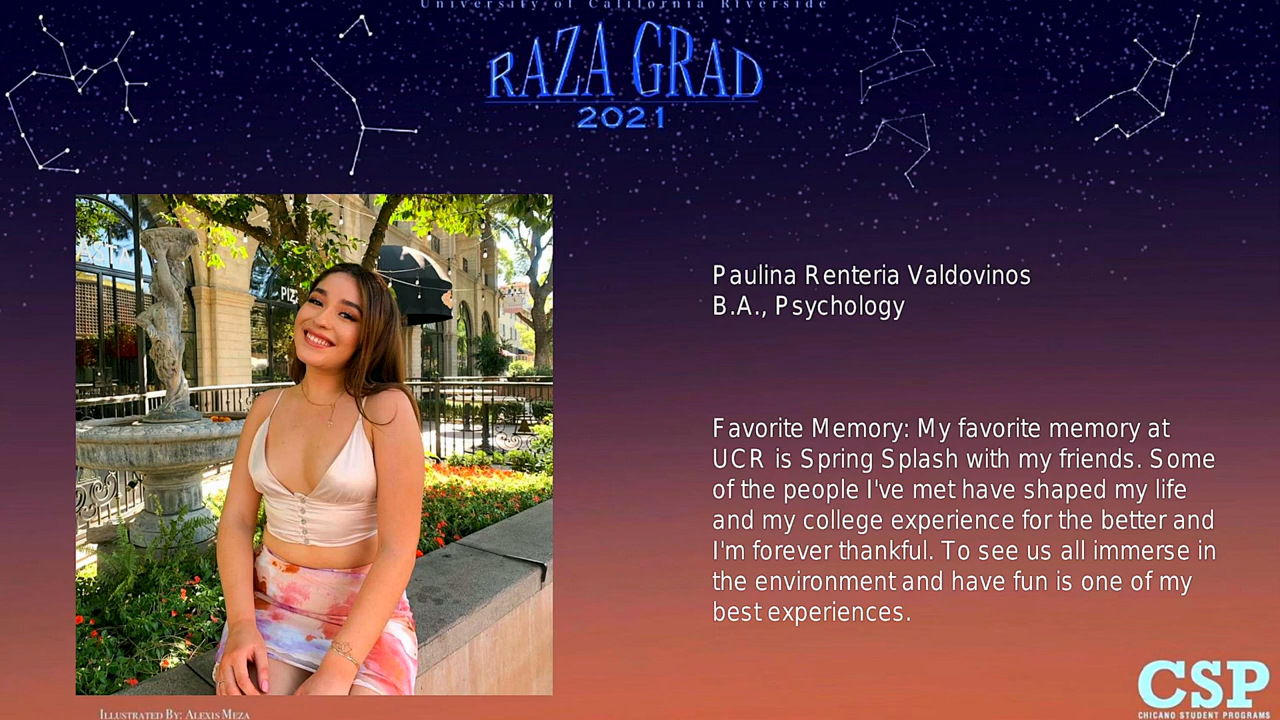 University of California Riverside
RAZA GRAD
2021
PIZ
Paulina Renteria Valdovinos
B.A., Psychology
Favorite Memory: My favorite memory at
UCR is Spring Splash with my friends. Some
of the people I've met have shaped my life
and my college experience for the better and
I'm forever thankful. To see us all immerse in
the environment and have fun is one of my
best experiences.
CSP
CHICANO STUDENT PROGRAMS
ILLUSTRATED BY: ALEXIS MEZA